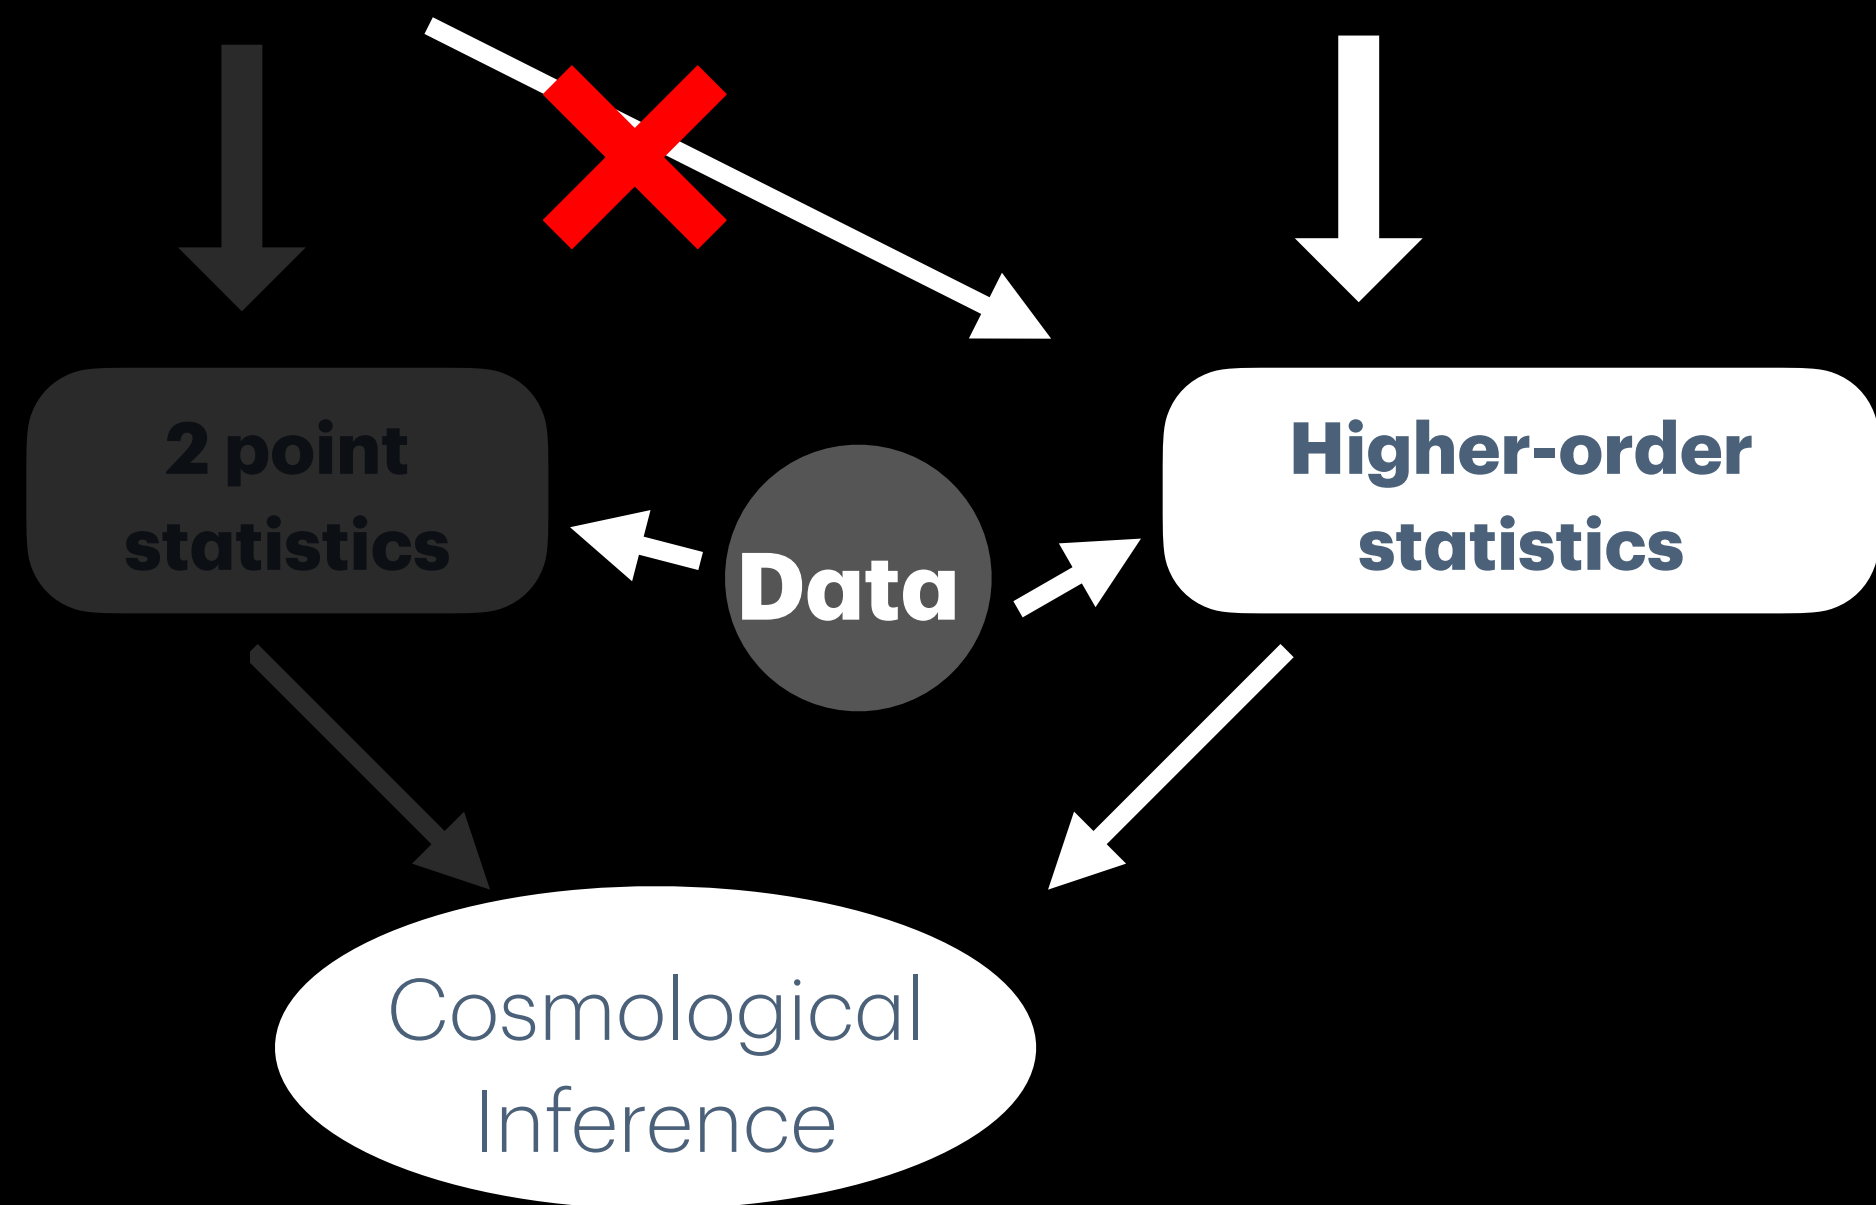 2 point
statistics
Data
Higher-order
statistics
Cosmological
Inference